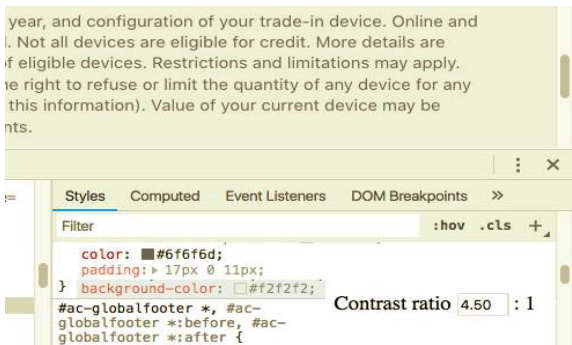 year, and configuration of your trade-in device. Online and
. Not all devices are eligible for credit. More details are
f eligible devices. Restrictions and limitations may apply.
e right to refuse or limit the quantity of any device for any
this information). Value of your current device may be
nts.
Styles Computed Event Listeners DOM Breakpoints »
Filter :hov .cls +
color: #6f6f6d;
padding: 17px 0 11px;
} background-color: #f2f2f2;
Contrast ratio 4.50 : 1
#ac-globalfooter *, #ac-
globalfooter *:before, #ac-
globalfooter *:after {